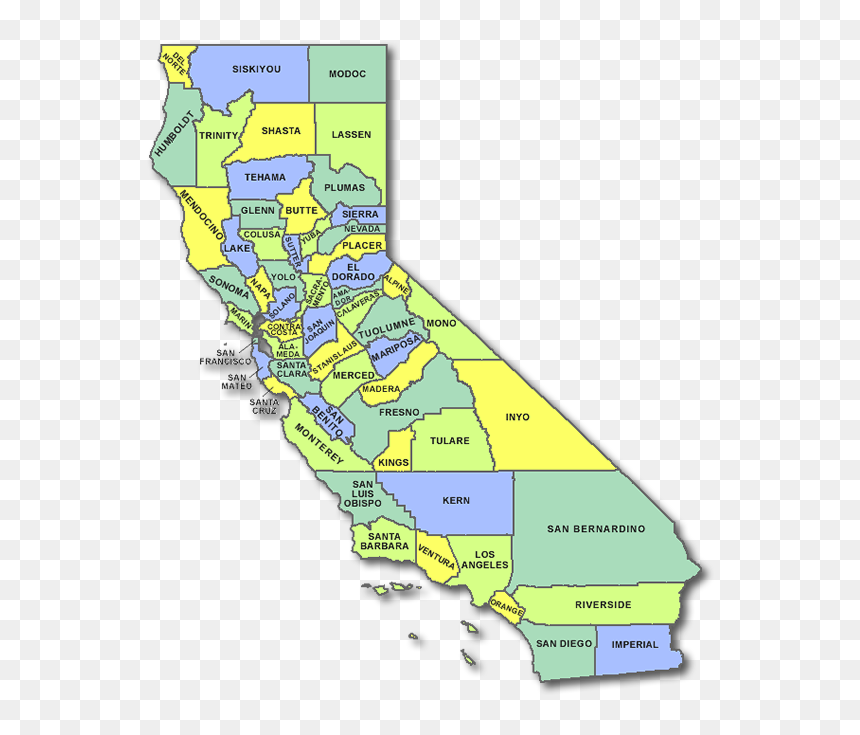 DEL
NORTE
SISKIYOU
MODOC
HUMBOLDT
TRINITY
SHASTA
LASSEN
TEHAMA
PLUMAS
MENDOCINO
GLENN
BUTTE
SIERRA
NEVADA
COLUSA
YUBA
SUTTER
PLACER
LAKE
EL
DORADO
SONOMA
NAPA
YOLO
SACRA-
MENTO
ALPINE
AMA-
DOR
SOLANO
CALAVERAS
MARIN
CONTRA
COSTA
SAN
JOAQUIN
TUOLUMNE
MONO
SAN
FRANCISCO
ALA-
MEDA
STANISLAUS
MARIPOSA
SAN
MATEO
SANTA
CLARA
MERCED
MADERA
SANTA
CRUZ
SAN
BENITO
FRESNO
INYO
MONTEREY
TULARE
KINGS
SAN
LUIS
OBISPO
KERN
SAN BERNARDINO
SANTA
BARBARA
VENTURA
LOS
ANGELES
ORANGE
RIVERSIDE
SAN DIEGO
IMPERIAL